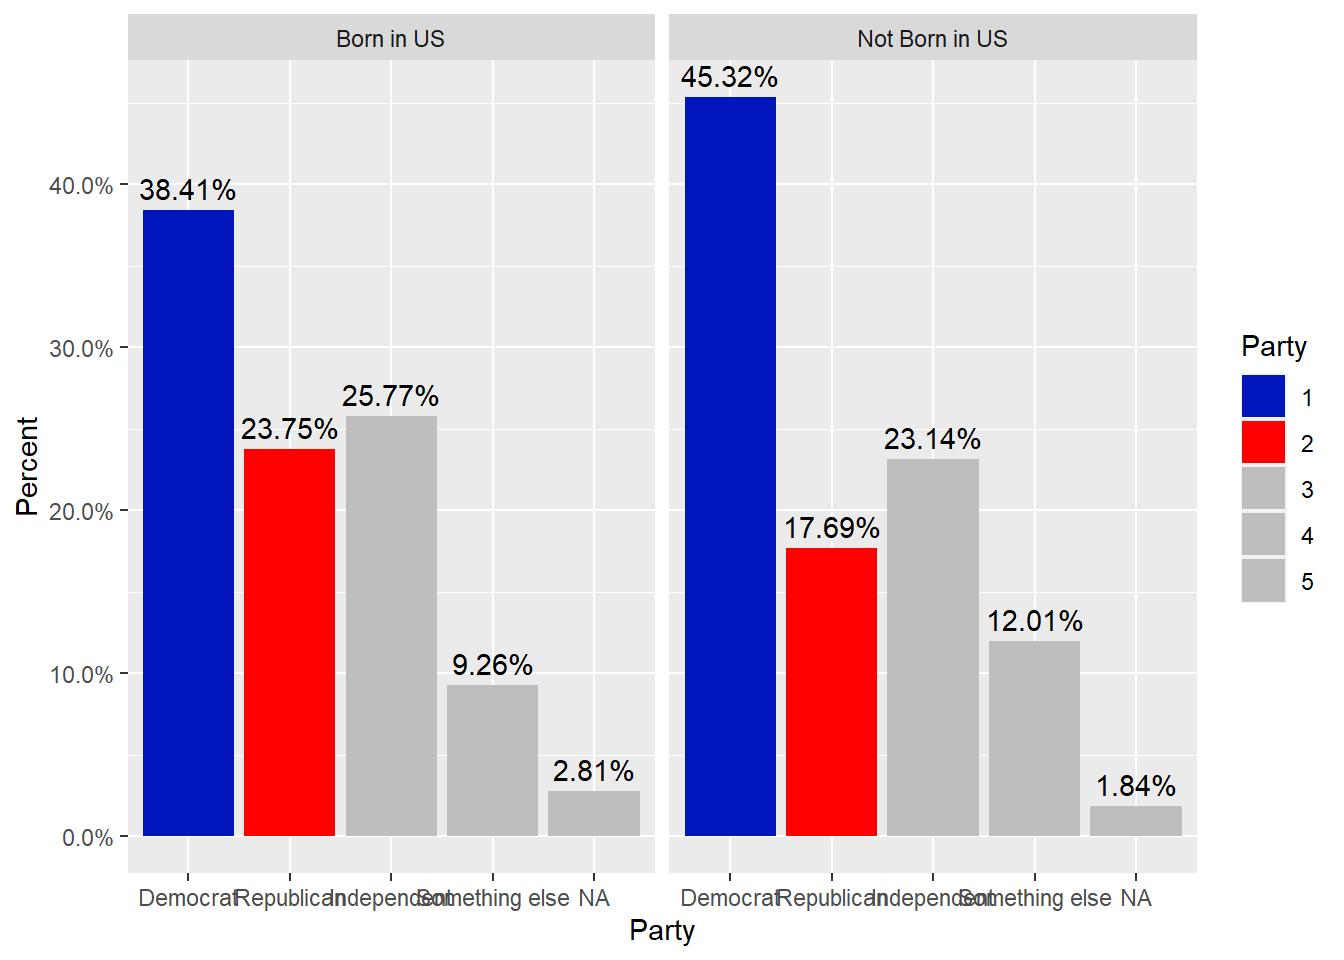 Born in US
Not Born in US
45.32%
38.41%
25.77%
23.75%
9.26%
2.81%
23.14%
17.69%
12.01%
1.84%
40.0%
30.0%
20.0%
10.0%
0.0%
Percent
Democrat Republican Independent Something else NA
Democrat Republican Independent Something else NA
Party
Party
1
2
3
4
5